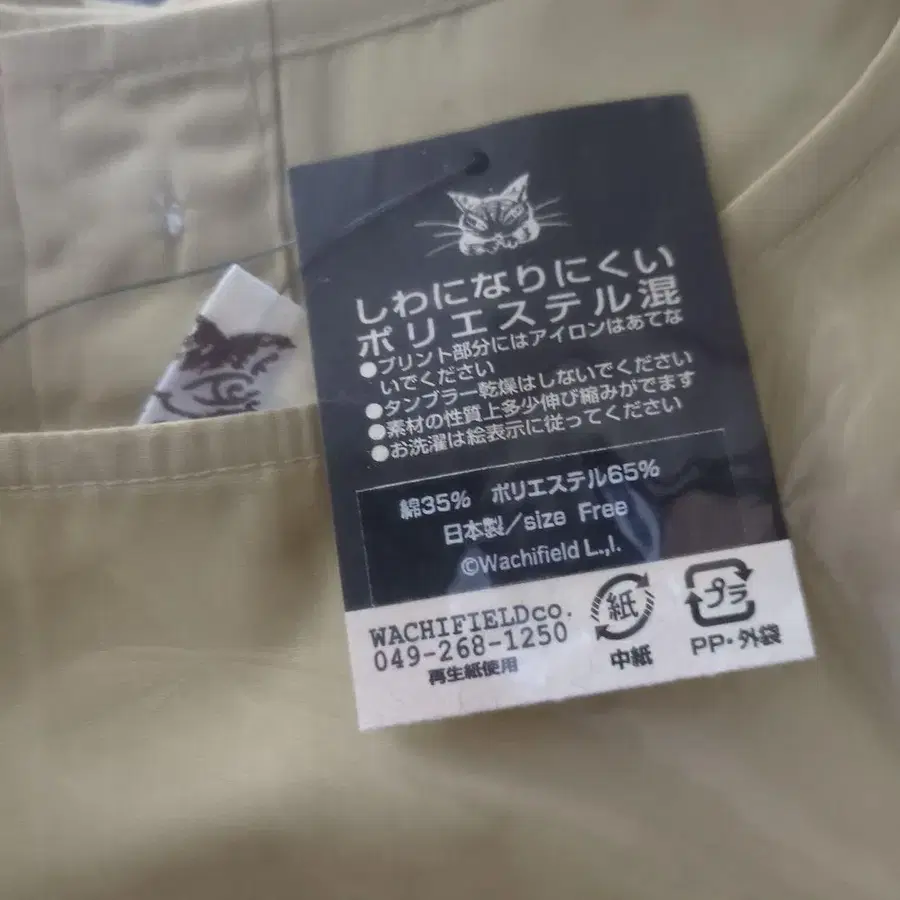 しわになりにくい
ポリエステル混
●プリント部分にはアイロンはあてな
いでください
●タンブラー乾燥はしないでください
●素材の性質上多少伸び縮みがでます
●お洗濯は絵表示に従ってください
綿35% ポリエステル65%
日本製/size Free
©Wachifield L.,I.
WACHIFIELDco.
049-268-1250
再生紙使用
紙
中紙
プラ
PP・外袋